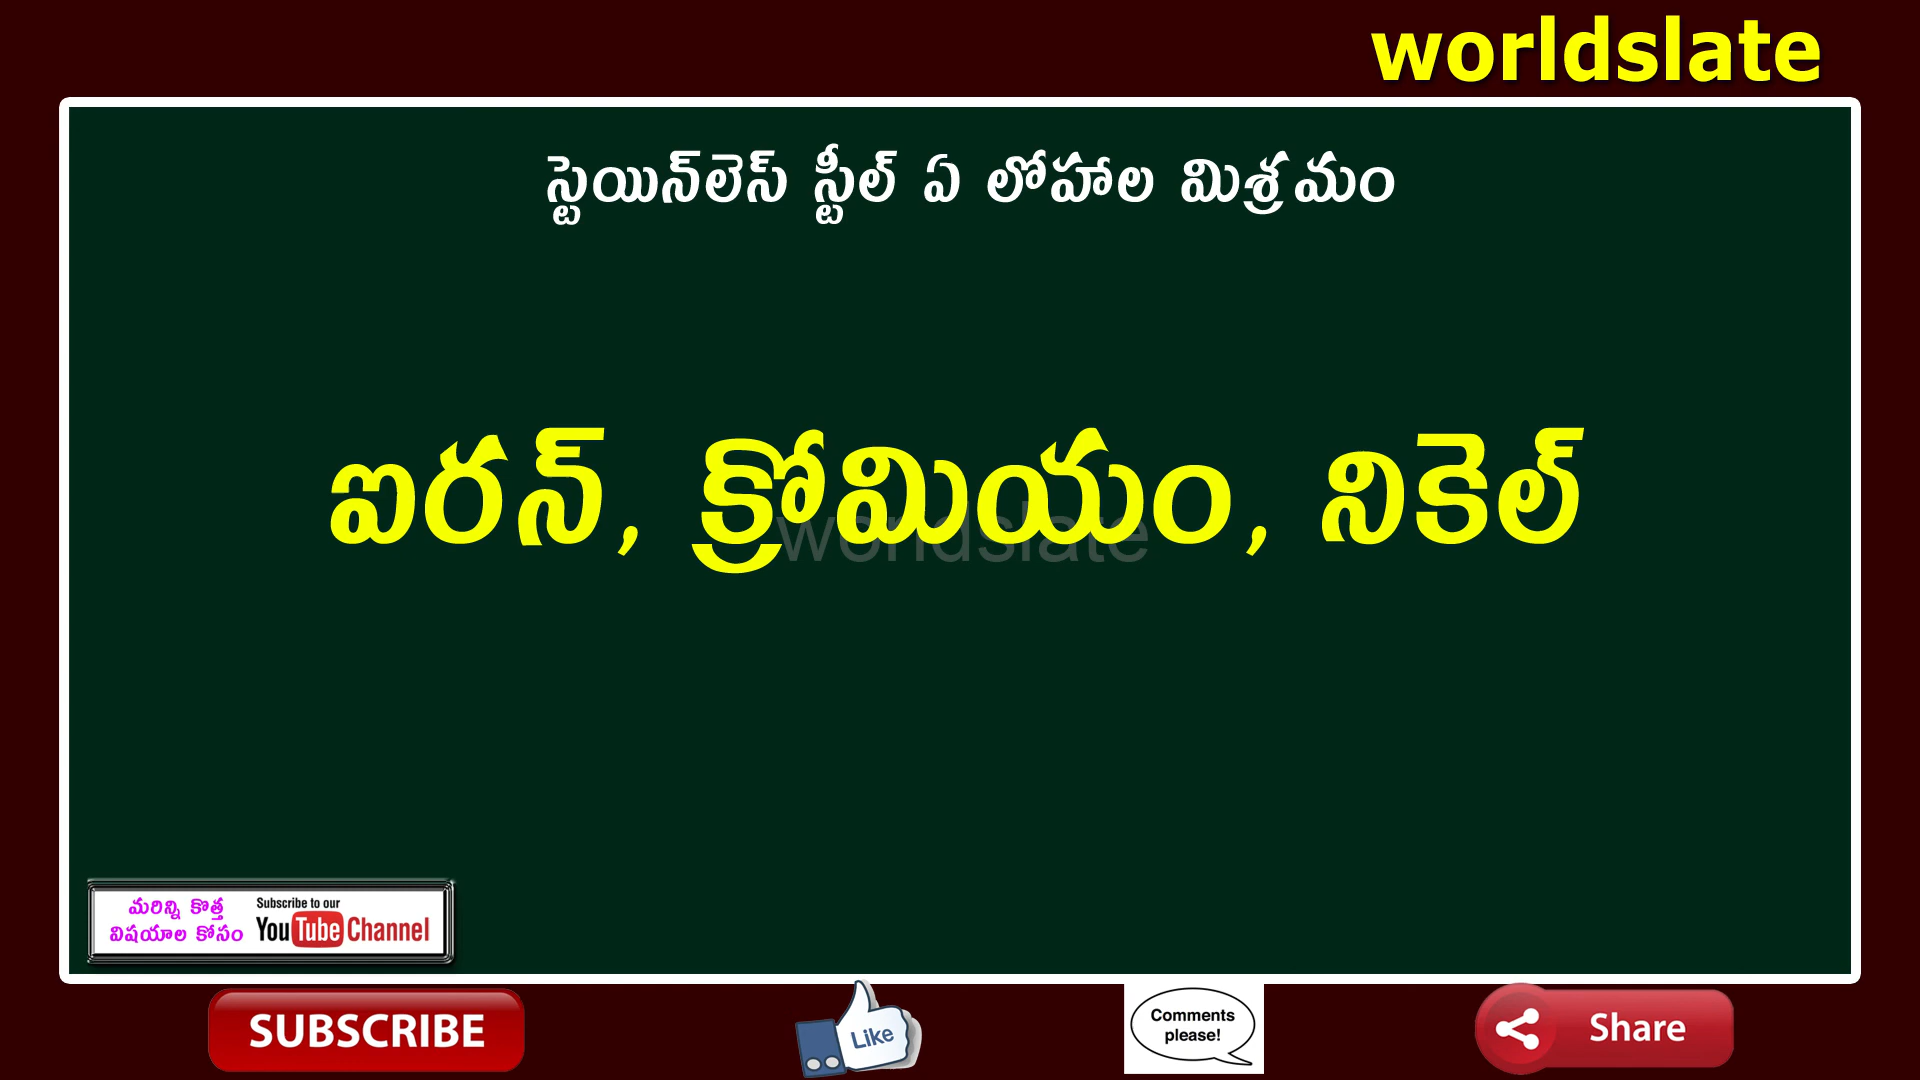 worldslate
స్టెయిన్‌లెస్ స్టీల్ ఏ లోహాల మిశ్రమం
ఐరన్, క్రోమియం, నికెల్
worldslate
మరిన్ని కొత్త
విషయాల కోసం
Subscribe to our
YouTube Channel
SUBSCRIBE
Like
Comments
please!
Share